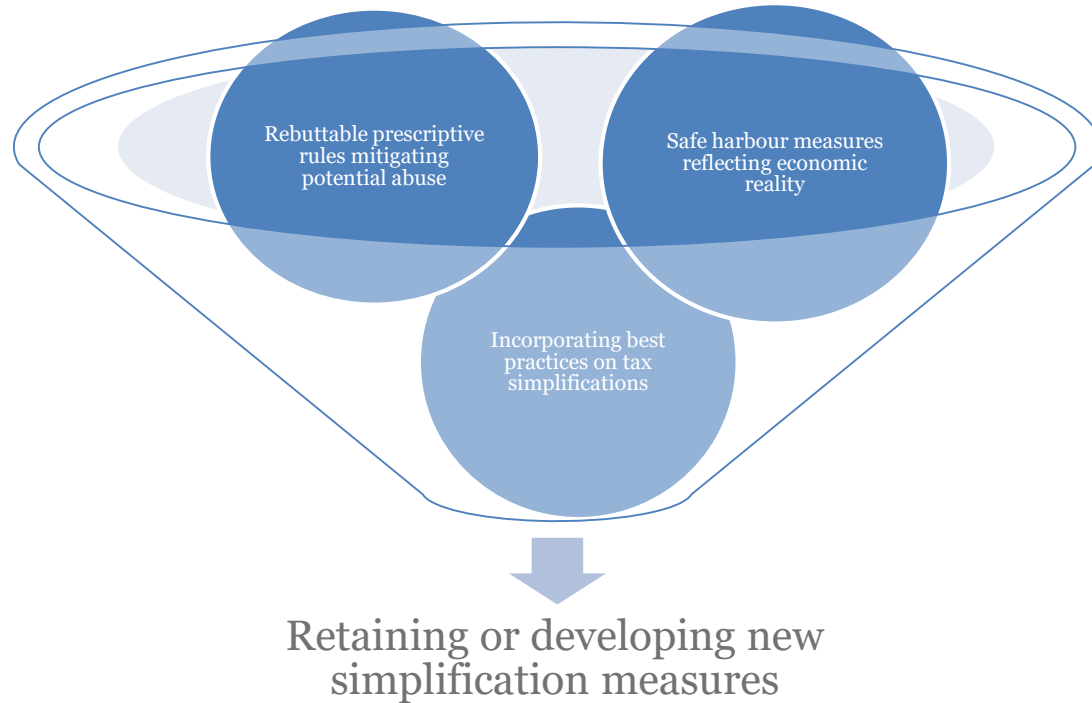 Rebuttable prescriptive
rules mitigating
potential abuse
Safe harbour measures
reflecting economic
reality
Incorporating best
practices on tax
simplifications
Retaining or developing new
simplification measures